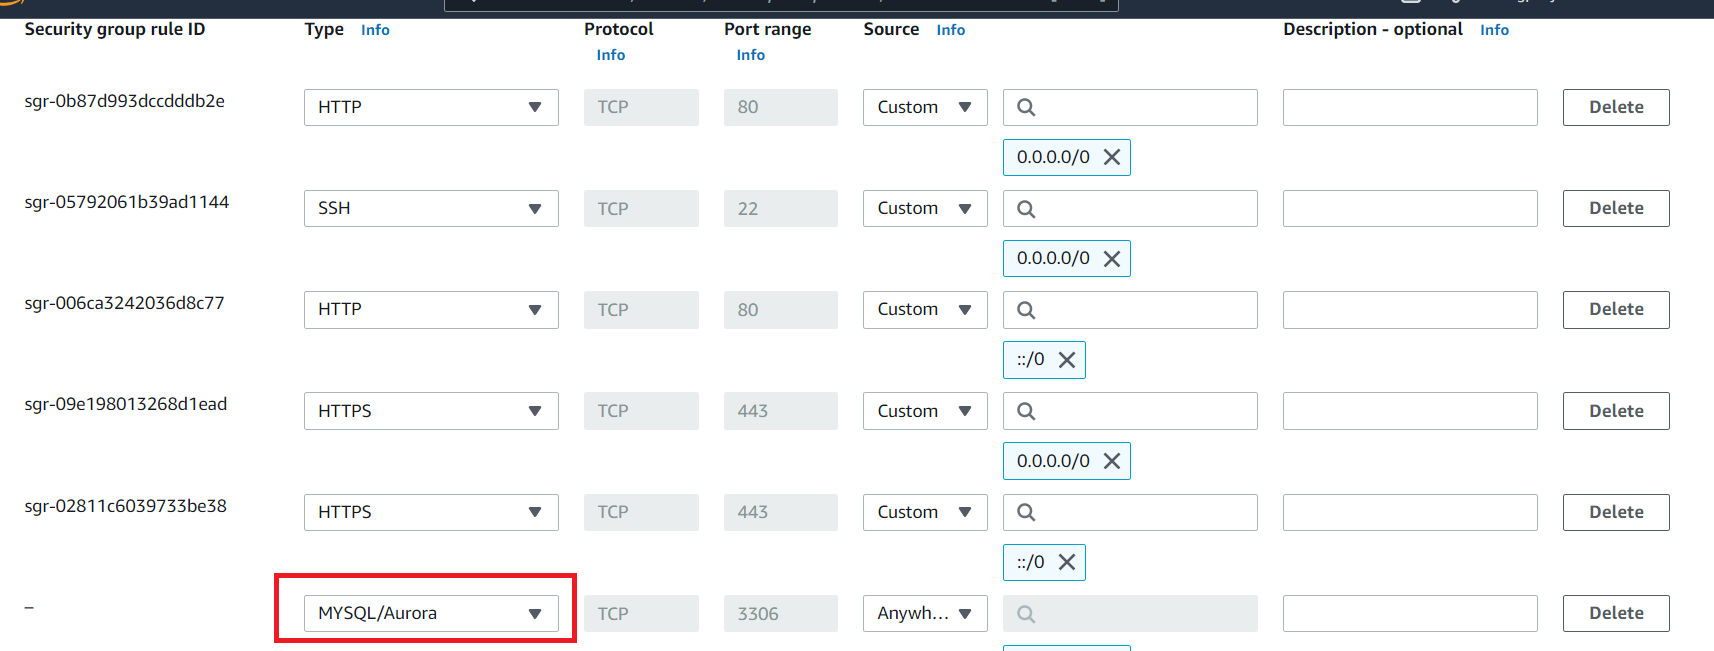 Security group rule ID Type Info Protocol Port range Source Info Description - optional Info
Info Info
sgr-0b87d993dccdddb2e HTTP TCP 80 Custom Delete
0.0.0.0/0
sgr-05792061b39ad1144 SSH TCP 22 Custom Delete
0.0.0.0/0
sgr-006ca3242036d8c77 HTTP TCP 80 Custom Delete
::/0
sgr-09e198013268d1ead HTTPS TCP 443 Custom Delete
0.0.0.0/0
sgr-02811c6039733be38 HTTPS TCP 443 Custom Delete
::/0
– MYSQL/Aurora TCP 3306 Anywh... Delete